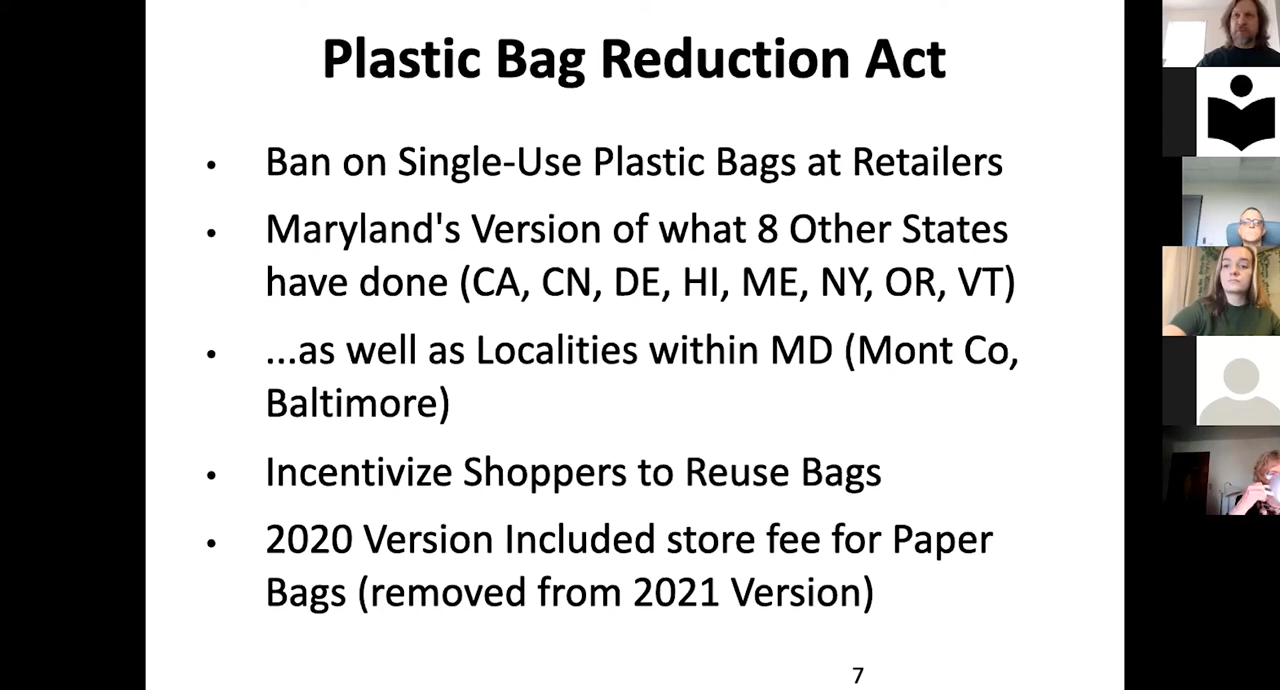 Plastic Bag Reduction Act
• Ban on Single-Use Plastic Bags at Retailers
• Maryland's Version of what 8 Other States
have done (CA, CN, DE, HI, ME, NY, OR, VT)
• ...as well as Localities within MD (Mont Co,
Baltimore)
• Incentivize Shoppers to Reuse Bags
• 2020 Version Included store fee for Paper
Bags (removed from 2021 Version)
7